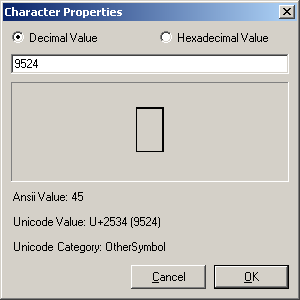 Character Properties
Decimal Value
Hexadecimal Value
9524
Ansii Value: 45
Unicode Value: U+2534 (9524)
Unicode Category: OtherSymbol
Cancel
OK